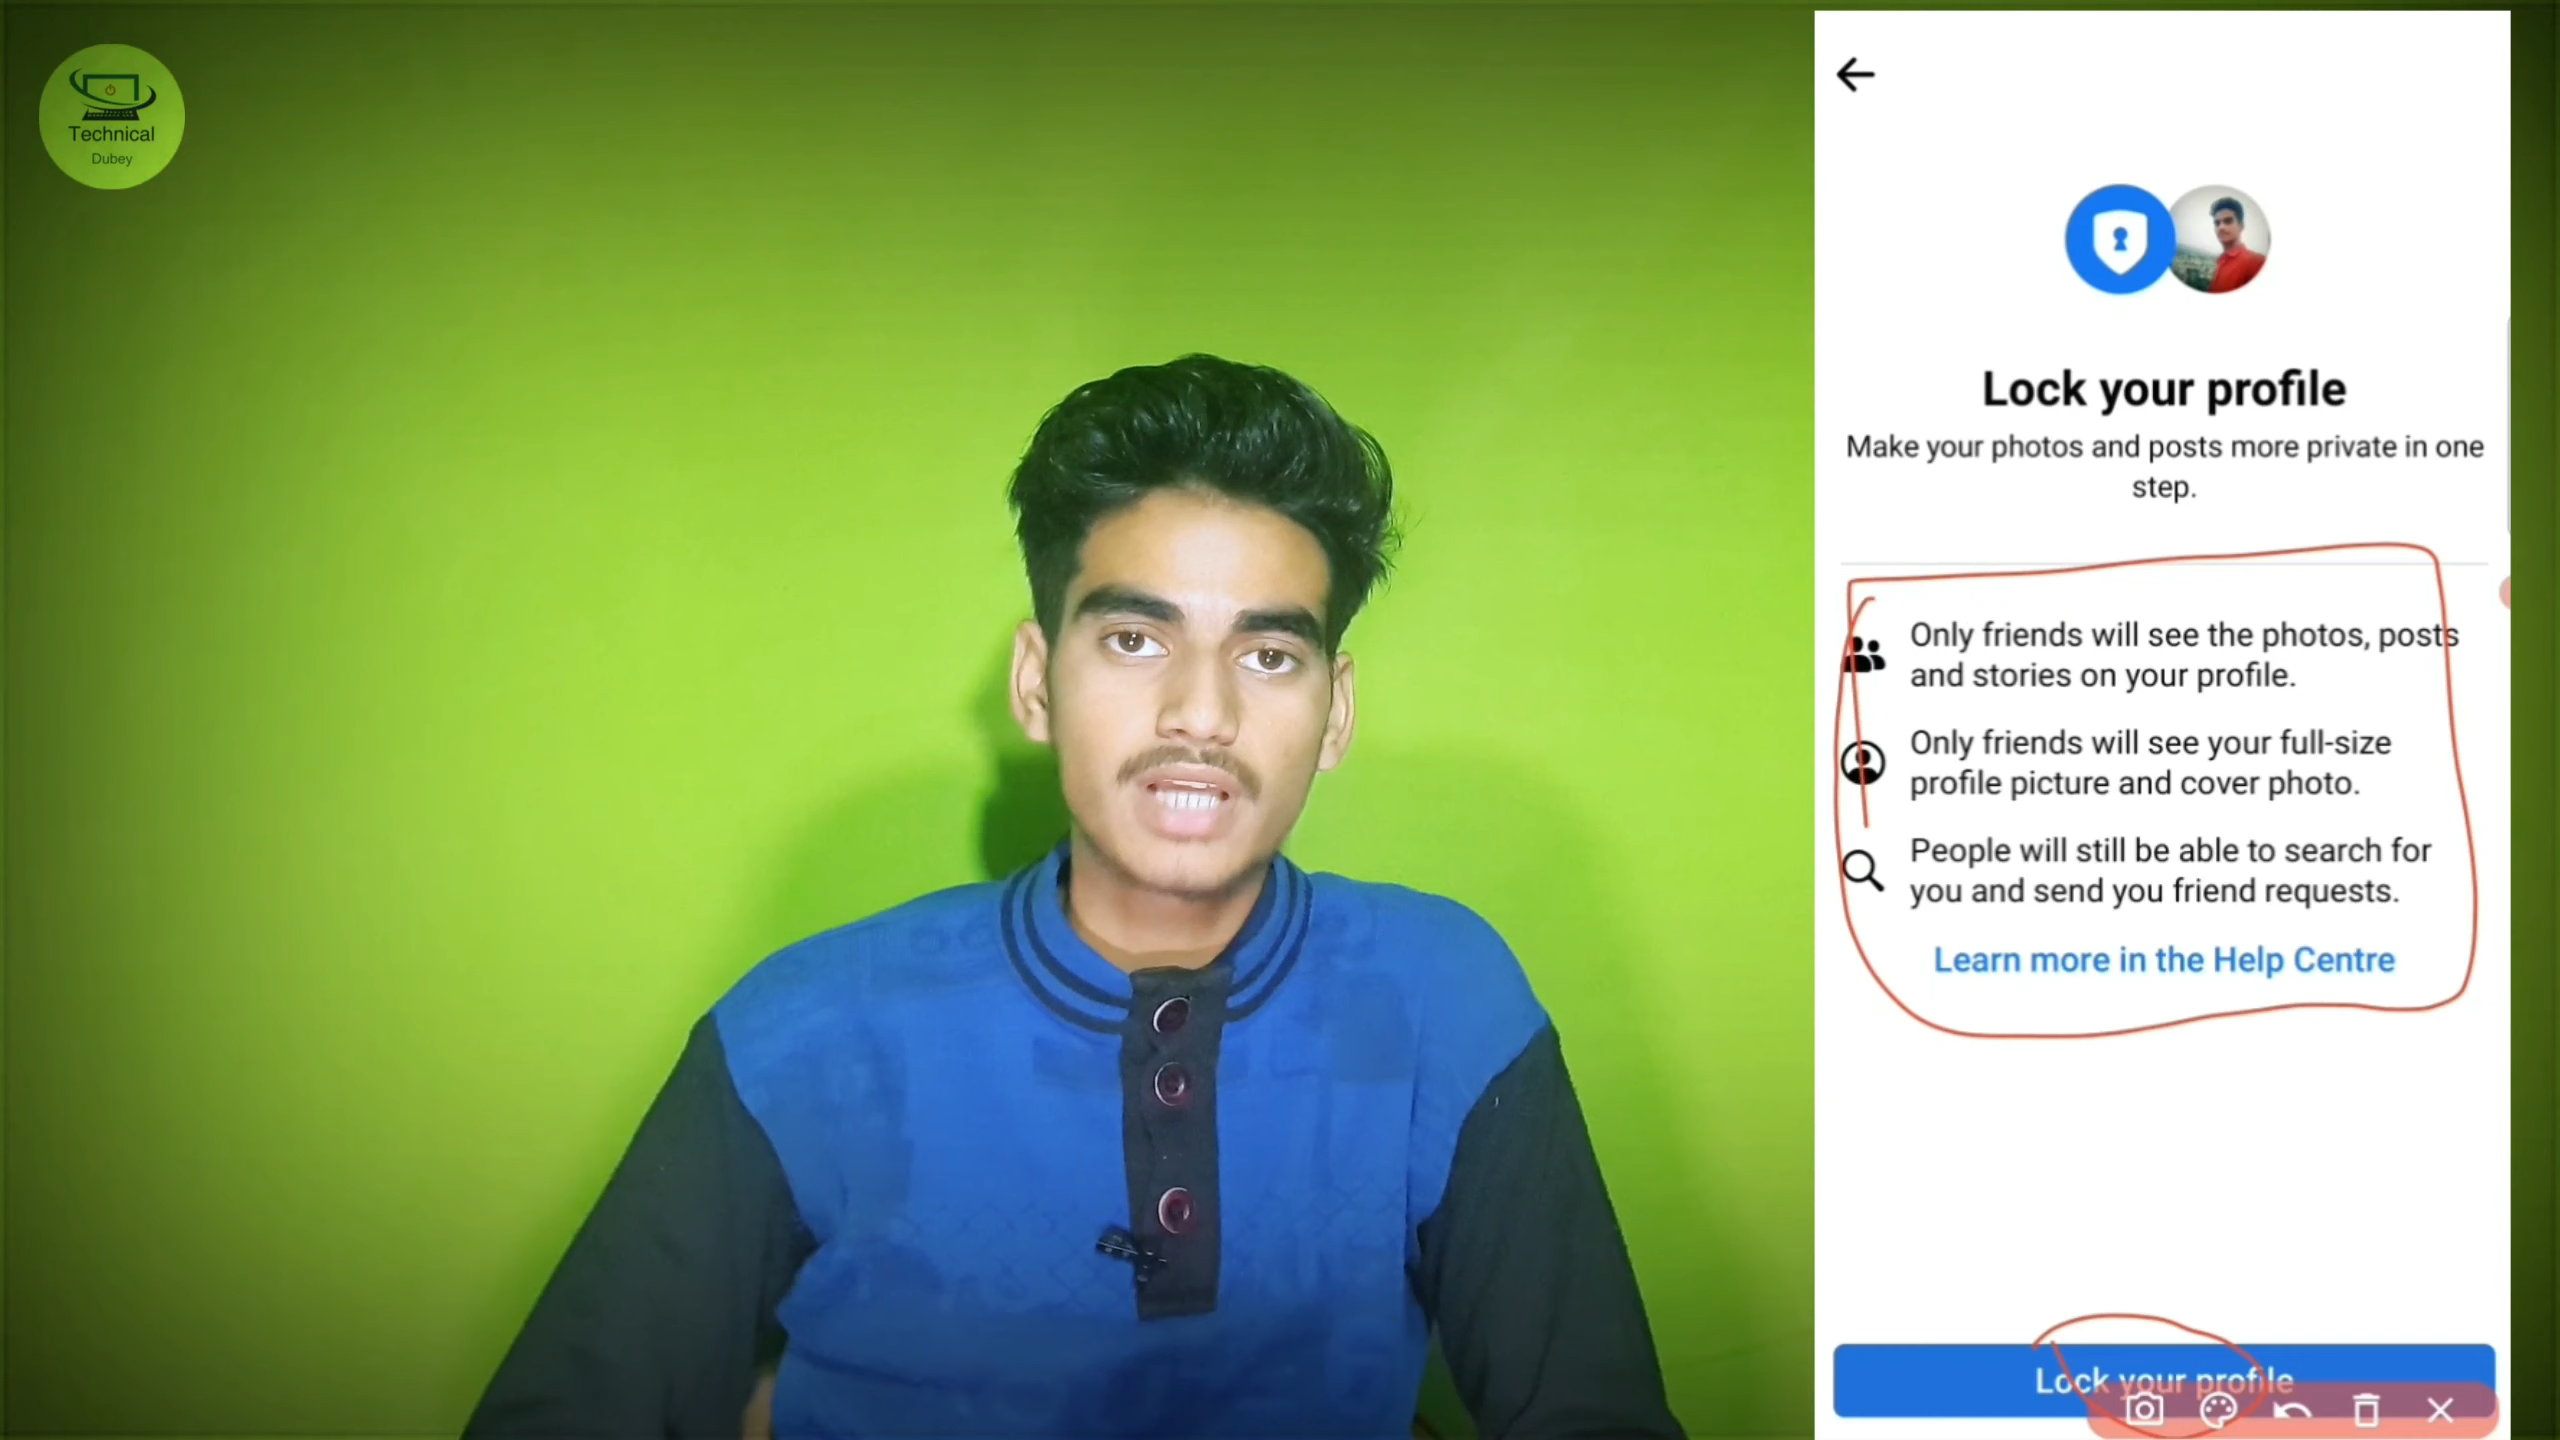 Technical
Dubey
Lock your profile
Make your photos and posts more private in one
step.
Only friends will see the photos, posts
and stories on your profile.
Only friends will see your full-size
profile picture and cover photo.
People will still be able to search for
you and send you friend requests.
Learn more in the Help Centre
Lock your profile